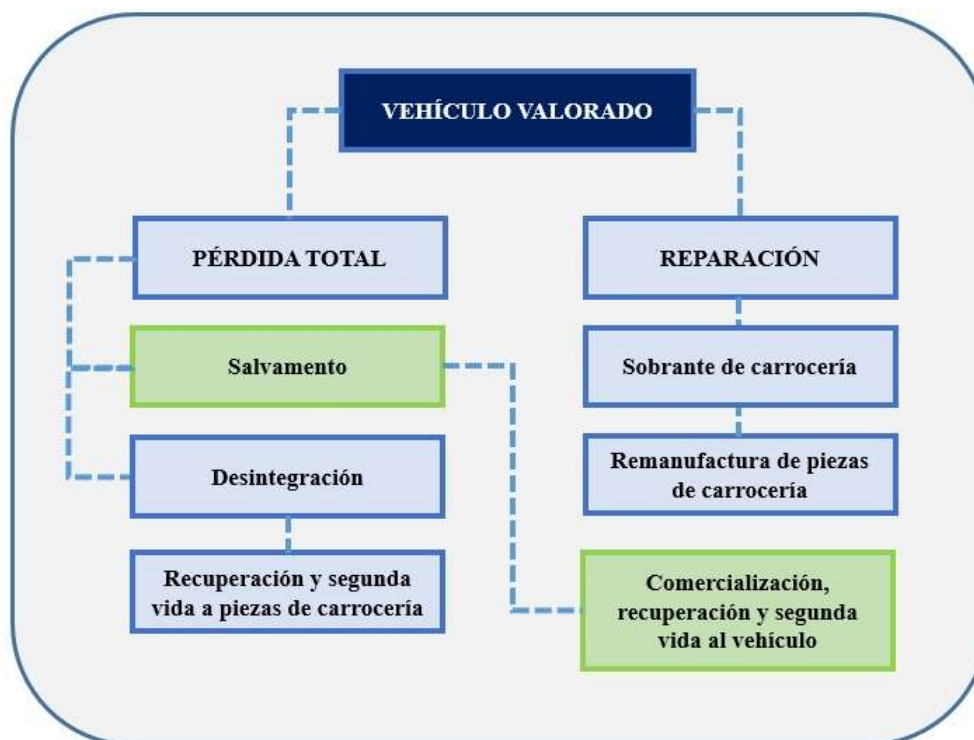 VEHÍCULO VALORADO
PÉRDIDA TOTAL
REPARACIÓN
Salvamento
Sobrante de carrocería
Desintegración
Remanufactura de piezas
de carrocería
Recuperación y segunda
vida a piezas de carrocería
Comercialización,
recuperación y segunda
vida al vehículo